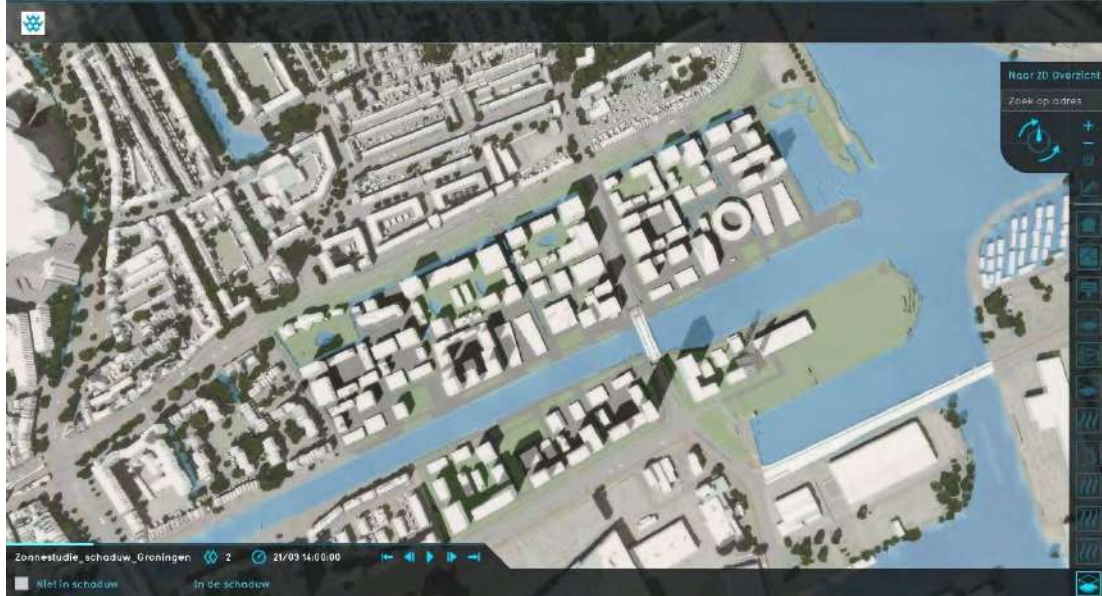 Naar 2D Overzicht
Zoek op adres
Zonnestudie_schaduw_Groningen 2 21/03 14:00:00
Niet in schaduw In de schaduw